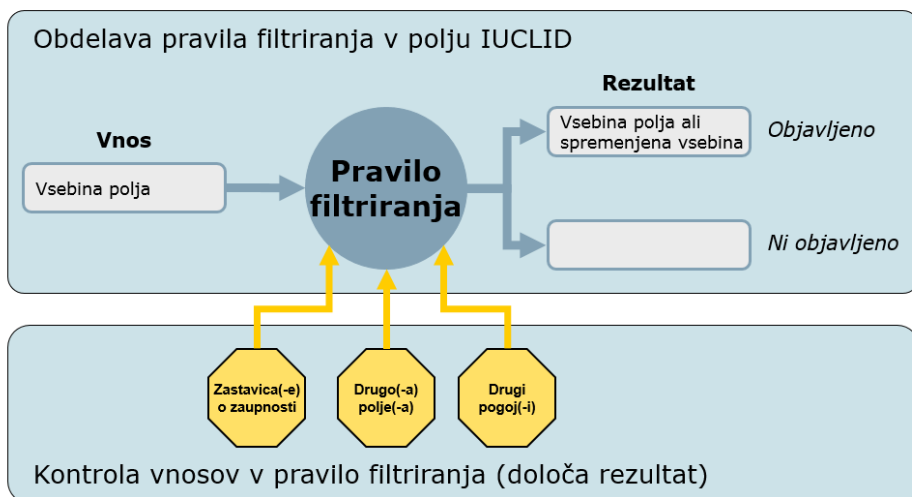 Obdelava pravila filtriranja v polju IUCLID
Vnos
Vsebina polja
Pravilo
filtriranja
Rezultat
Vsebina polja ali
spremenjena vsebina
Objavljeno
Ni objavljeno
Zastavica(-e)
o zaupnosti
Drugo(-a)
polje(-a)
Drugi
pogoj(-i)
Kontrola vnosov v pravilo filtriranja (določa rezultat)